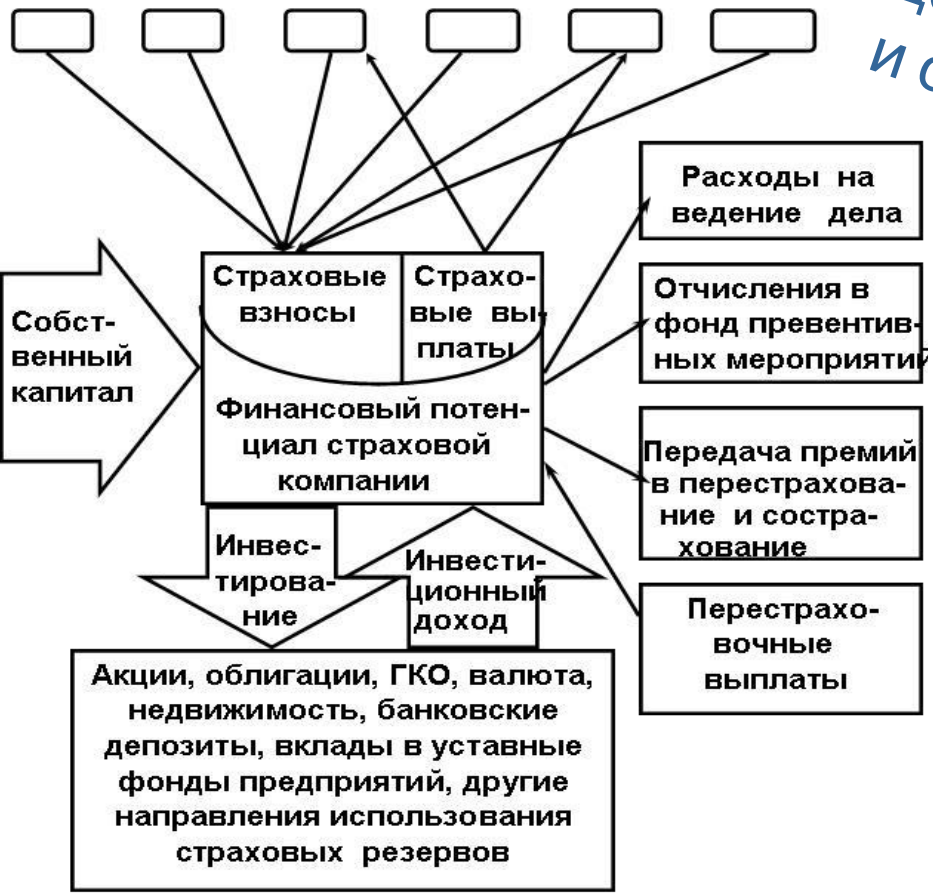 Расходы на
ведение дела
Страховые
взносы
Страхо-
вые вы-
платы
Отчисления в
фонд превентив-
ных мероприятий
Собст-
венный
капитал
Финансовый потен-
циал страховой
компании
Передача премий
в перестрахова-
ние и состра-
хование
Инвес-
тирова-
ние
Инвести-
ционный
доход
Перестрахо-
вочные
выплаты
Акции, облигации, ГКО, валюта,
недвижимость, банковские
депозиты, вклады в уставные
фонды предприятий, другие
направления использования
страховых резервов